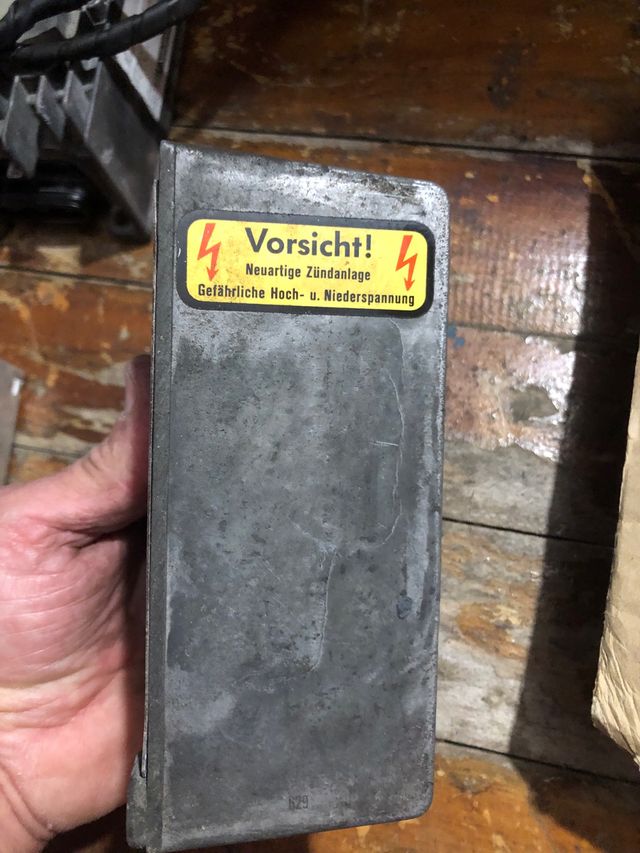 Vorsicht!
Neuartige Zündanlage
Gefährliche Hoch- u. Niederspannung
629